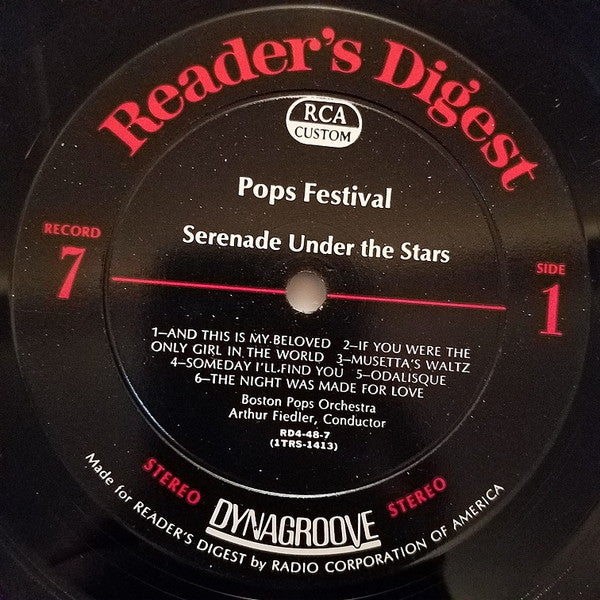 Reader's Digest
RCA
CUSTOM
Pops Festival
Serenade Under the Stars
RECORD
7
SIDE
1
1–AND THIS IS MY BELOVED 2–IF YOU WERE THE
ONLY GIRL IN THE WORLD 3–MUSETTA'S WALTZ
4–SOMEDAY I'LL FIND YOU 5–ODALISQUE
6–THE NIGHT WAS MADE FOR LOVE
Boston Pops Orchestra
Arthur Fiedler, Conductor
RD4-48-7
(1TRS-1413)
STEREO
DYNAGROOVE
STEREO
Made for READER'S DIGEST by RADIO CORPORATION OF AMERICA